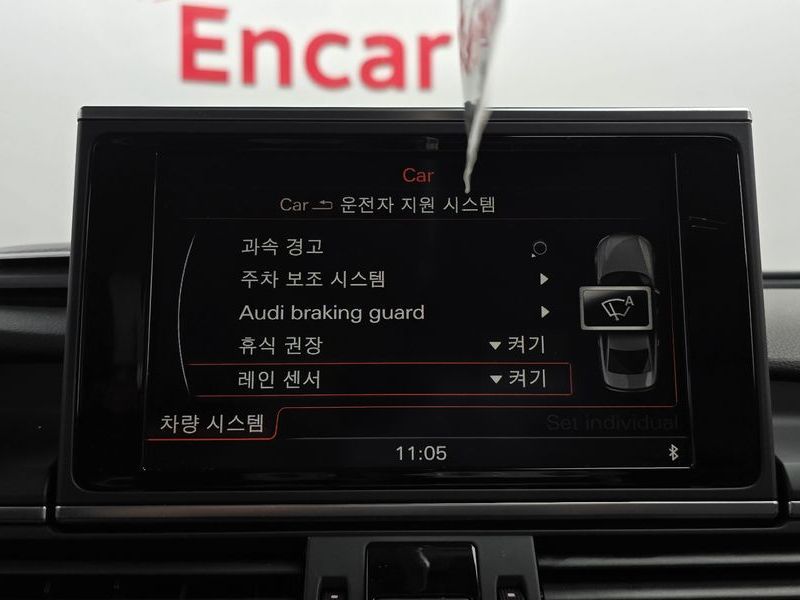 Encar
Car
Car 운전자 지원 시스템
과속 경고
주차 보조 시스템
Audi braking guard
휴식 권장 켜기
레인 센서 켜기
A
차량 시스템
Set individual
11:05